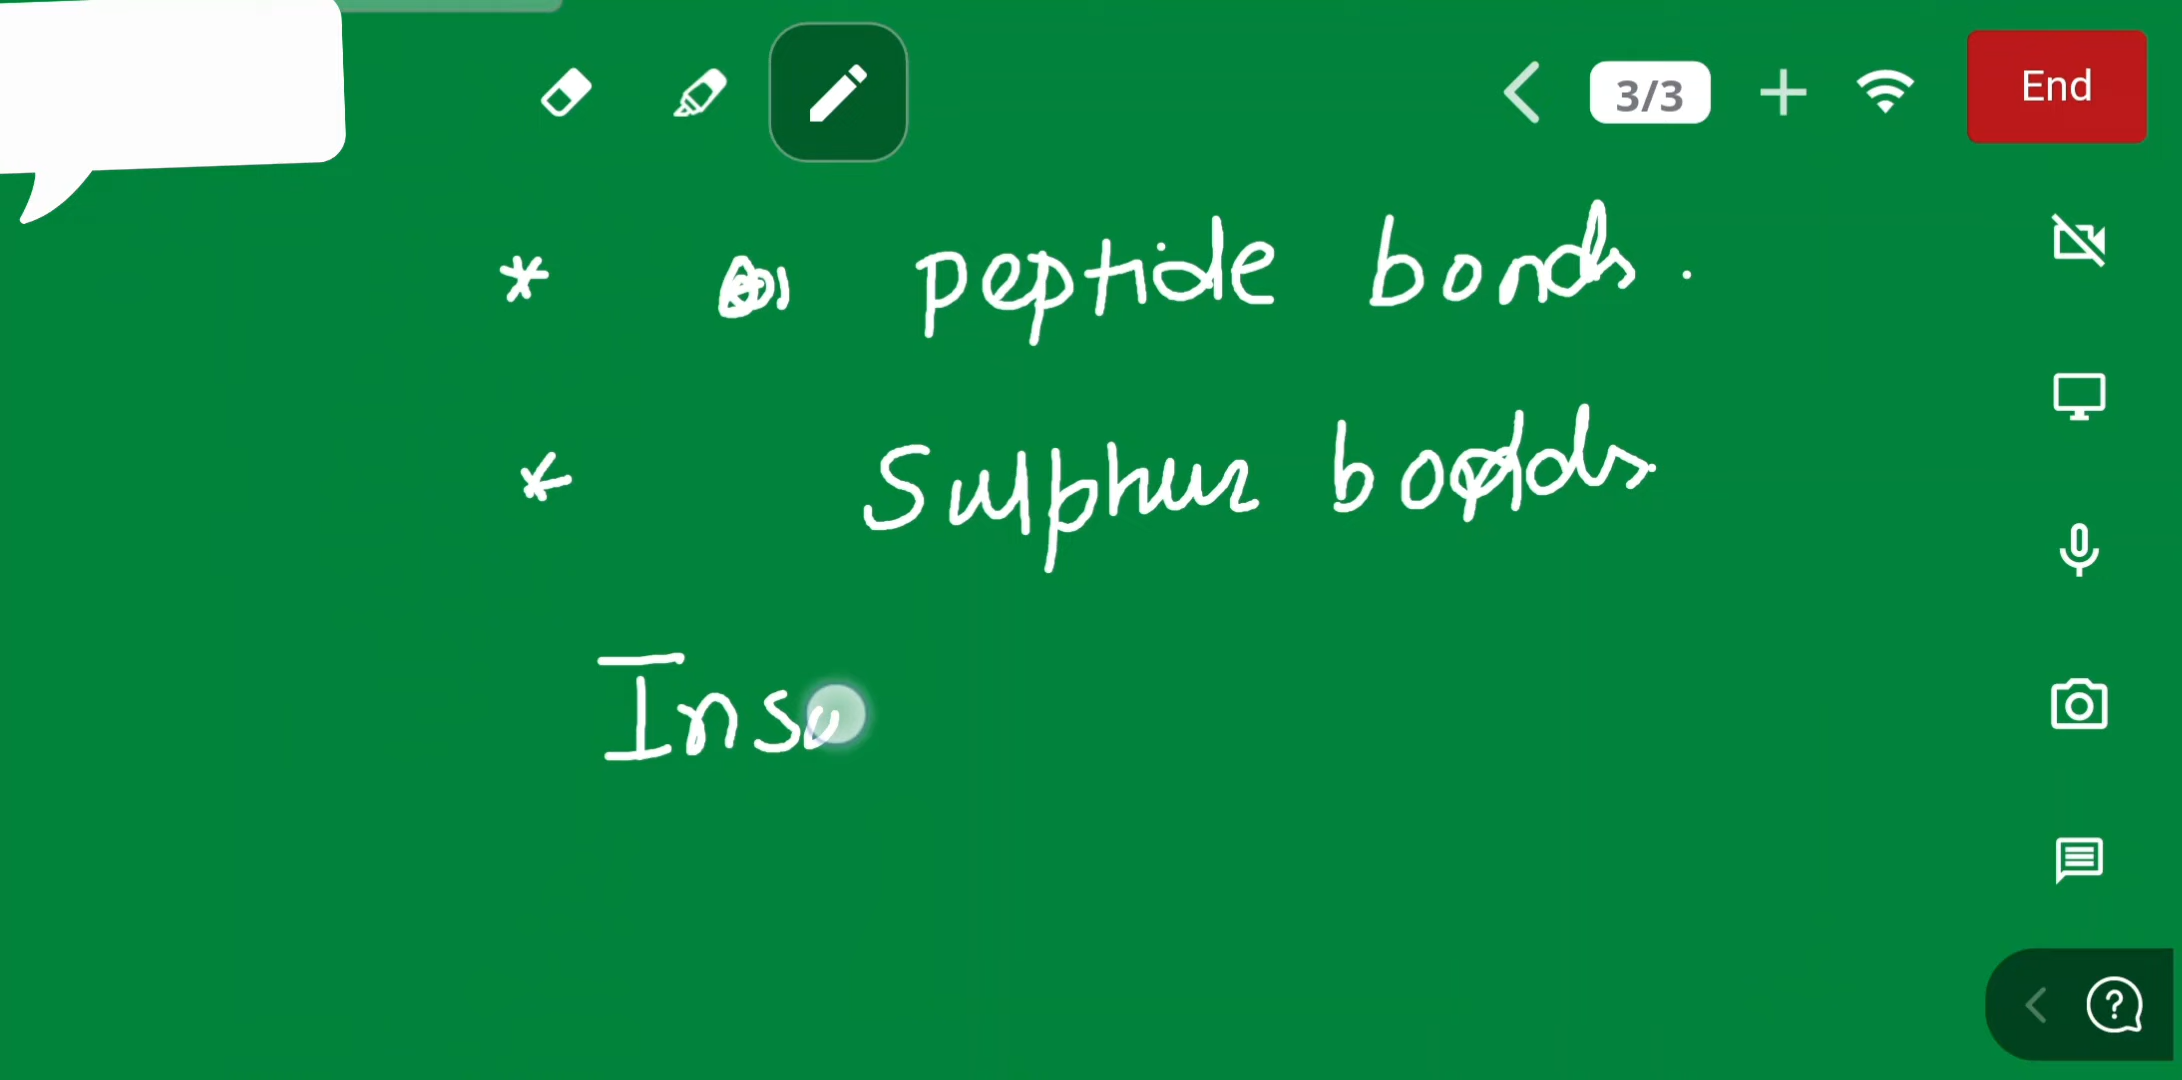 3/3
End
* peptide bonds.
* Sulphur bonds
Insu